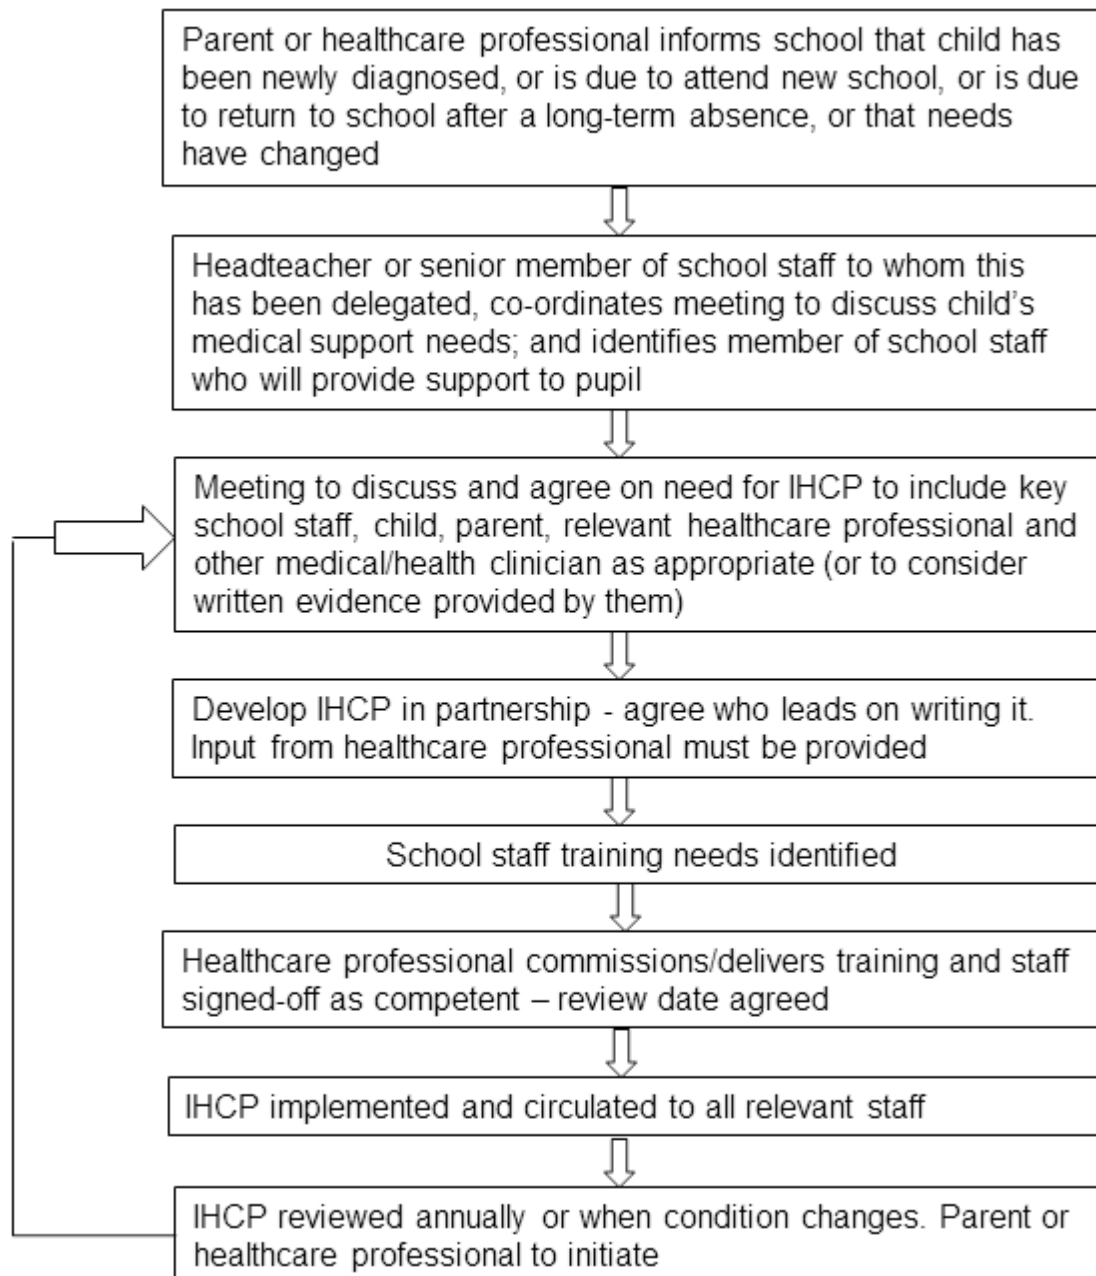 Parent or healthcare professional informs school that child has
been newly diagnosed, or is due to attend new school, or is due
to return to school after a long-term absence, or that needs
have changed
Headteacher or senior member of school staff to whom this
has been delegated, co-ordinates meeting to discuss child's
medical support needs; and identifies member of school staff
who will provide support to pupil
Meeting to discuss and agree on need for IHCP to include key
school staff, child, parent, relevant healthcare professional and
other medical/health clinician as appropriate (or to consider
written evidence provided by them)
Develop IHCP in partnership - agree who leads on writing it.
Input from healthcare professional must be provided
School staff training needs identified
Healthcare professional commissions/delivers training and staff
signed-off as competent – review date agreed
IHCP implemented and circulated to all relevant staff
IHCP reviewed annually or when condition changes. Parent or
healthcare professional to initiate